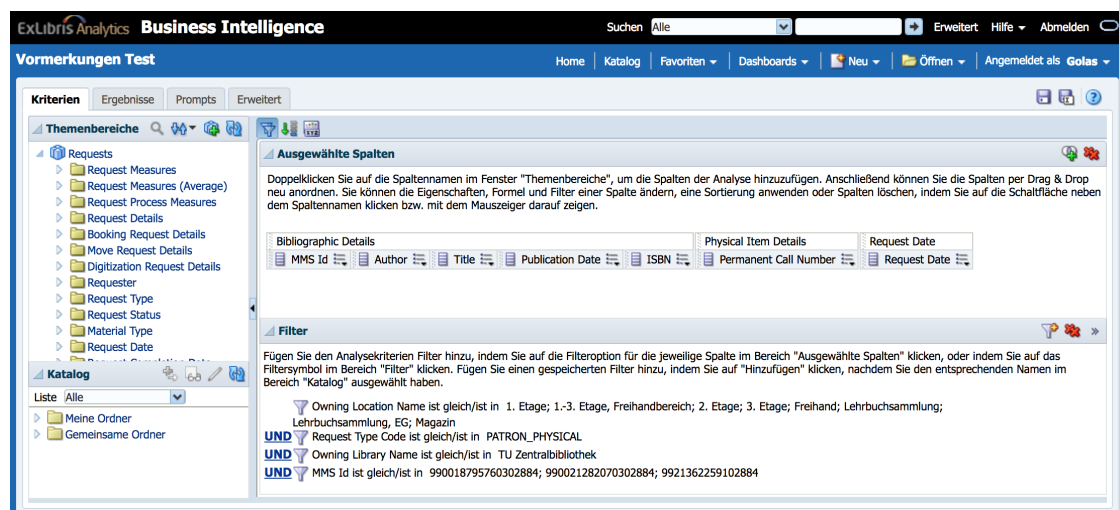 ExLibris Analytics Business Intelligence Suchen Alle Erweitert Hilfe Abmelden
Vormerkungen Test Home Katalog Favoriten Dashboards Neu Öffnen Angemeldet als Golas
Kriterien Ergebnisse Prompts Erweitert
Themenbereiche
Requests
Request Measures
Request Measures (Average)
Request Process Measures
Request Details
Booking Request Details
Move Request Details
Digitization Request Details
Requester
Request Type
Request Status
Material Type
Request Date
Request Completion Date
Katalog
Liste Alle
Meine Ordner
Gemeinsame Ordner
Ausgewählte Spalten
Doppelklicken Sie auf die Spaltennamen im Fenster "Themenbereiche", um die Spalten der Analyse hinzuzufügen. Anschließend können Sie die Spalten per Drag & Drop
neu anordnen. Sie können die Eigenschaften, Formel und Filter einer Spalte ändern, eine Sortierung anwenden oder Spalten löschen, indem Sie auf die Schaltfläche neben
dem Spaltennamen klicken bzw. mit dem Mauszeiger darauf zeigen.
Bibliographic Details Physical Item Details Request Date
MMS Id Author Title Publication Date ISBN Permanent Call Number Request Date
Filter
Fügen Sie den Analysekriterien Filter hinzu, indem Sie auf die Filteroption für die jeweilige Spalte im Bereich "Ausgewählte Spalten" klicken, oder indem Sie auf das
Filtersymbol im Bereich "Filter" klicken. Fügen Sie einen gespeicherten Filter hinzu, indem Sie auf "Hinzufügen" klicken, nachdem Sie den entsprechenden Namen im
Bereich "Katalog" ausgewählt haben.
Owning Location Name ist gleich/ist in 1. Etage; 1.-3. Etage, Freihandbereich; 2. Etage; 3. Etage; Freihand; Lehrbuchsammlung;
Lehrbuchsammlung, EG; Magazin
UND Request Type Code ist gleich/ist in PATRON_PHYSICAL
UND Owning Library Name ist gleich/ist in TU Zentralbibliothek
UND MMS Id ist gleich/ist in 990018795760302884; 990021282070302884; 9921362259102884